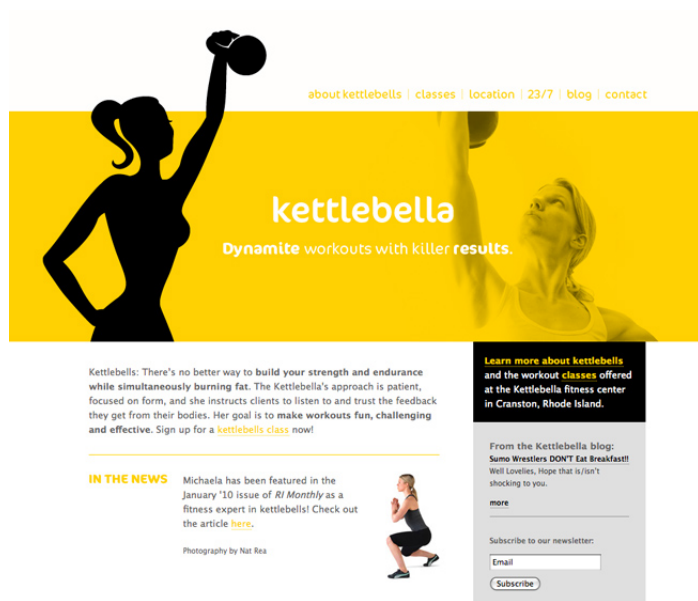 about kettlebells | classes | location | 23/7 | blog | contact
kettlebella
Dynamite workouts with killer results.
Kettlebells: There's no better way to build your strength and endurance
while simultaneously burning fat. The Kettlebella's approach is patient,
focused on form, and she instructs clients to listen to and trust the feedback
they get from their bodies. Her goal is to make workouts fun, challenging
and effective. Sign up for a kettlebells class now!
IN THE NEWS
Michaela has been featured in the
January '10 issue of RI Monthly as a
fitness expert in kettlebells! Check out
the article here.
Photography by Nat Rea
Learn more about kettlebells
and the workout classes offered
at the Kettlebella fitness center
in Cranston, Rhode Island.
From the Kettlebella blog:
Sumo Wrestlers DON'T Eat Breakfast!!
Well Lovelies, Hope that is/isn't
shocking to you.
more
Subscribe to our newsletter:
Email
Subscribe